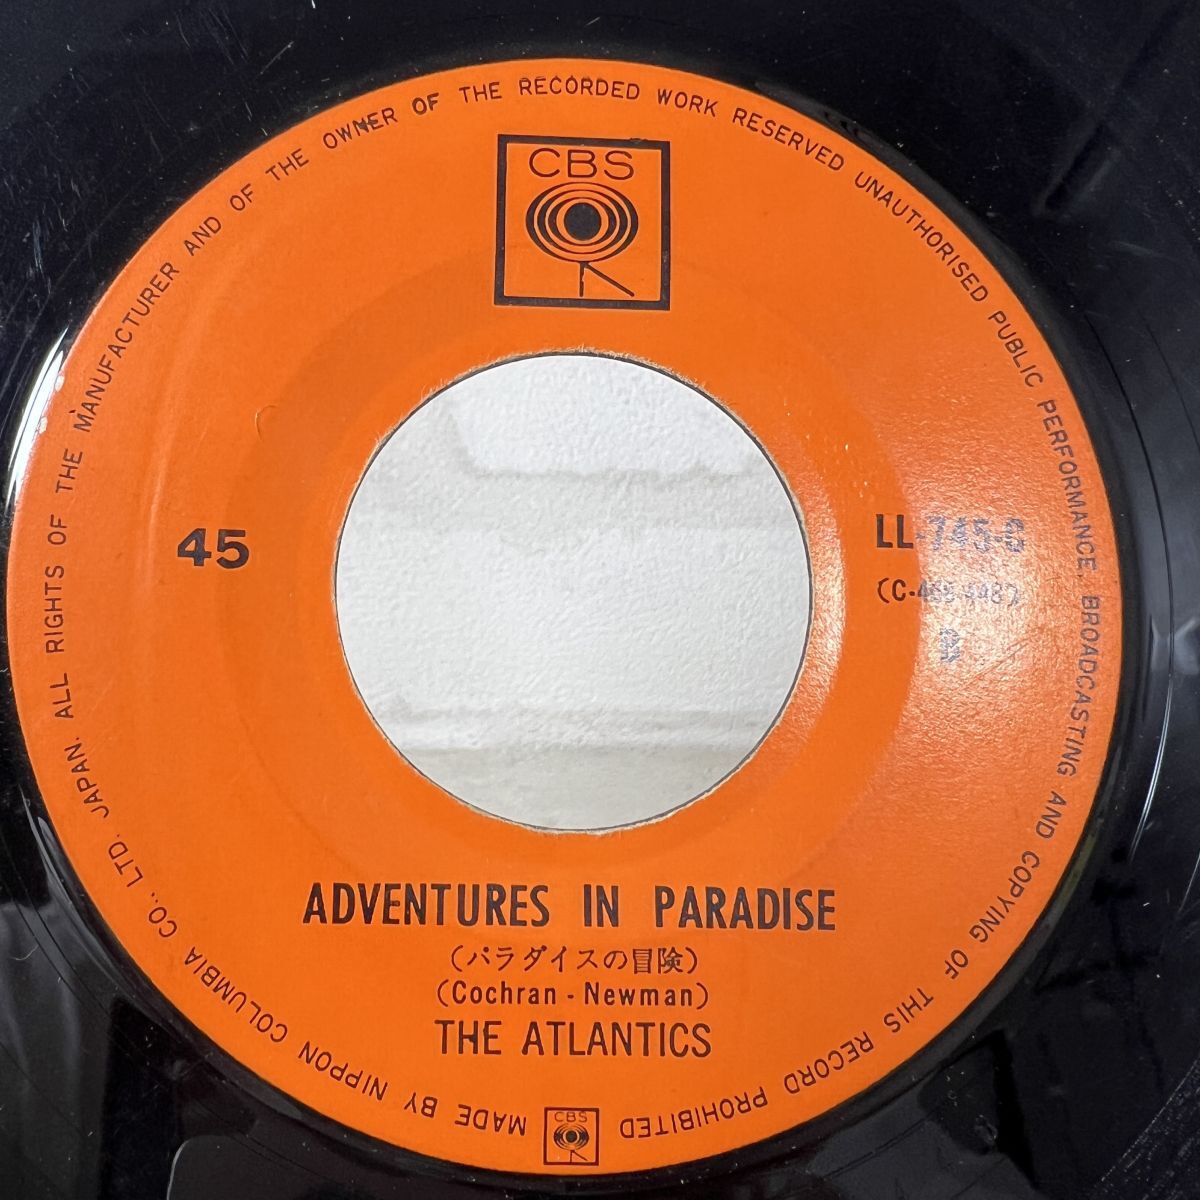 CBS
45
LL-745-C
ADVENTURES IN PARADISE
(パラダイスの冒険)
(Cochran - Newman)
THE ATLANTICS
MADE BY NIPPON COLUMBIA CO., LTD. JAPAN. ALL RIGHTS OF THE MANUFACTURER AND OF THE OWNER OF THE RECORDED WORK RESERVED UNAUTHORISED PUBLIC PERFORMANCE, BROADCASTING AND COPYING OF THIS RECORD PROHIBITED
CBS